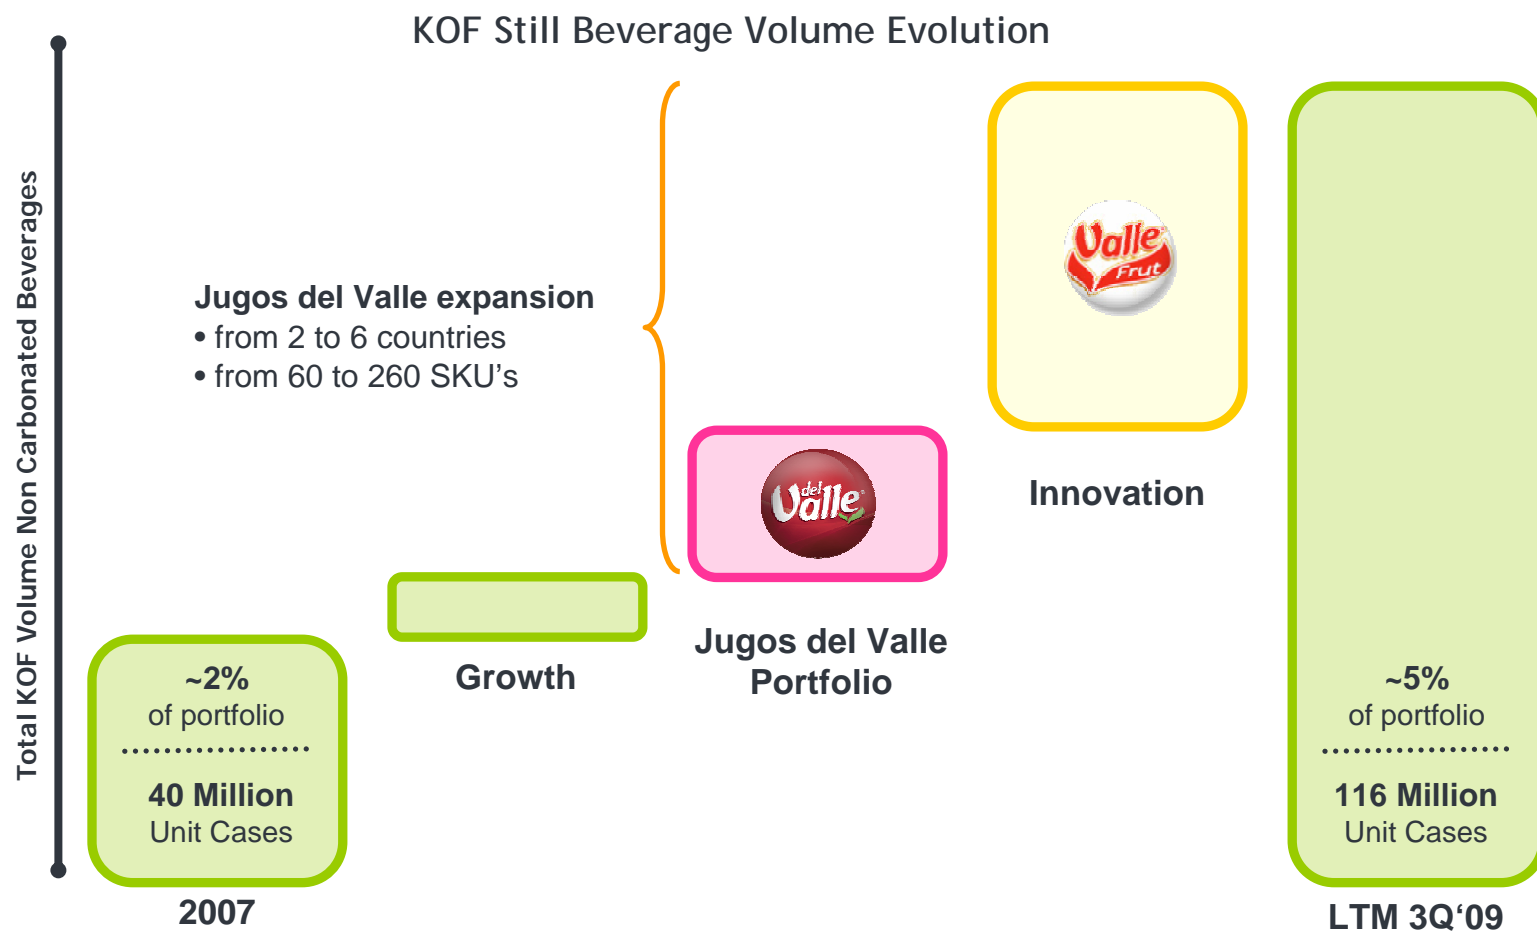 KOF Still Beverage Volume Evolution
Total KOF Volume Non Carbonated Beverages
Jugos del Valle expansion
• from 2 to 6 countries
• from 60 to 260 SKU's
Valle
Frut
Innovation
del
Valle
Jugos del Valle
Portfolio
Growth
~2%
of portfolio
40 Million
Unit Cases
2007
~5%
of portfolio
116 Million
Unit Cases
LTM 3Q‘09